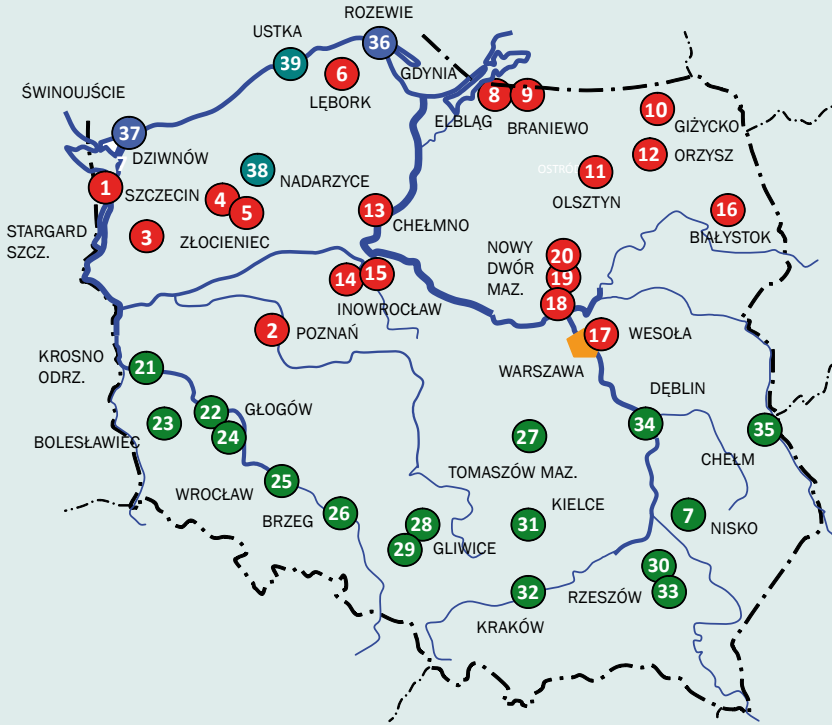 ROZEWIE
36
USTKA
39
6
LĘBORK
GDYNIA
ŚWINOUJŚCIE
8
9
ELBLĄG
BRANIEWO
10
GIŻYCKO
37
DZIWNÓW
12
ORZYSZ
38
NADARZYCE
OSTRÓ
11
OLSZTYN
1
SZCZECIN
4
5
ZŁOCIENIEC
13
CHEŁMNO
16
BIAŁYSTOK
STARGARD
SZCZ.
3
NOWY
DWÓR
MAZ.
20
19
18
14
15
INOWROCŁAW
2
POZNAŃ
17
WESOŁA
WARSZAWA
KROSNO
ODRZ.
21
DĘBLIN
34
22
GŁOGÓW
23
24
BOLESŁAWIEC
27
TOMASZÓW MAZ.
35
CHEŁM
WROCŁAW
25
BRZEG
26
28
29
GLIWICE
KIELCE
31
7
NISKO
30
33
RZESZÓW
32
KRAKÓW